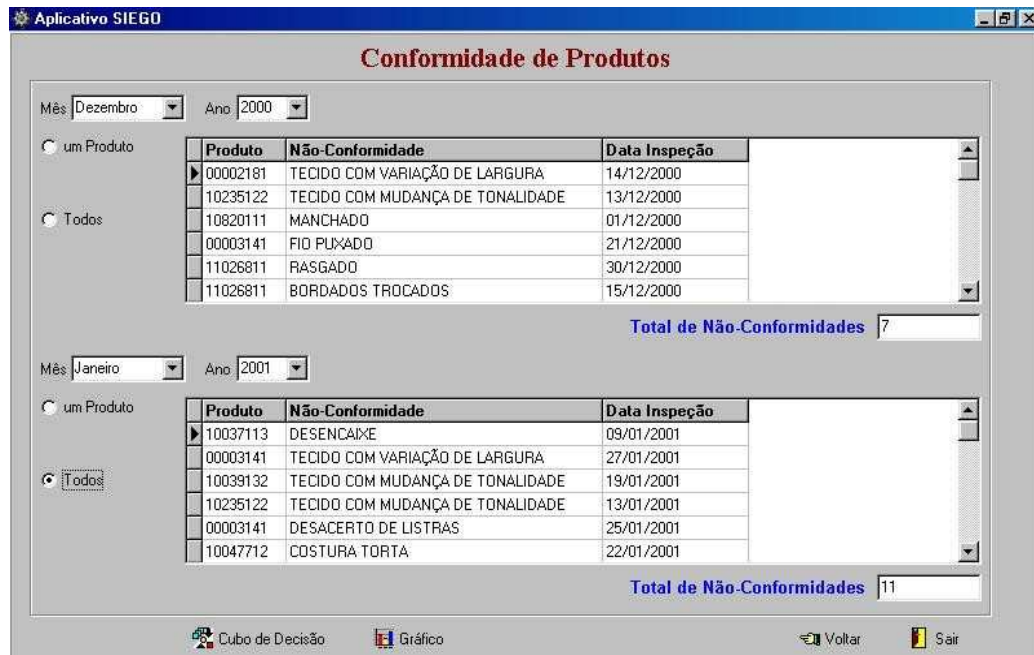 Aplicativo SIEGO
Conformidade de Produtos
Mês Dezembro Ano 2000
um Produto
Todos
Produto Não-Conformidade Data Inspeção
00002181 TECIDO COM VARIAÇÃO DE LARGURA 14/12/2000
10235122 TECIDO COM MUDANÇA DE TONALIDADE 13/12/2000
10820111 MANCHADO 01/12/2000
00003141 FIO PUXADO 21/12/2000
11026811 RASGADO 30/12/2000
11026811 BORDADOS TROCADOS 15/12/2000
Total de Não-Conformidades 7
Mês Janeiro Ano 2001
um Produto
Todos
Produto Não-Conformidade Data Inspeção
10037113 DESENCAIXE 09/01/2001
00003141 TECIDO COM VARIAÇÃO DE LARGURA 27/01/2001
10039132 TECIDO COM MUDANÇA DE TONALIDADE 19/01/2001
10235122 TECIDO COM MUDANÇA DE TONALIDADE 13/01/2001
00003141 DESACERTO DE LISTRAS 25/01/2001
10047712 COSTURA TORTA 22/01/2001
Total de Não-Conformidades 11
Cubo de Decisão Gráfico Voltar Sair